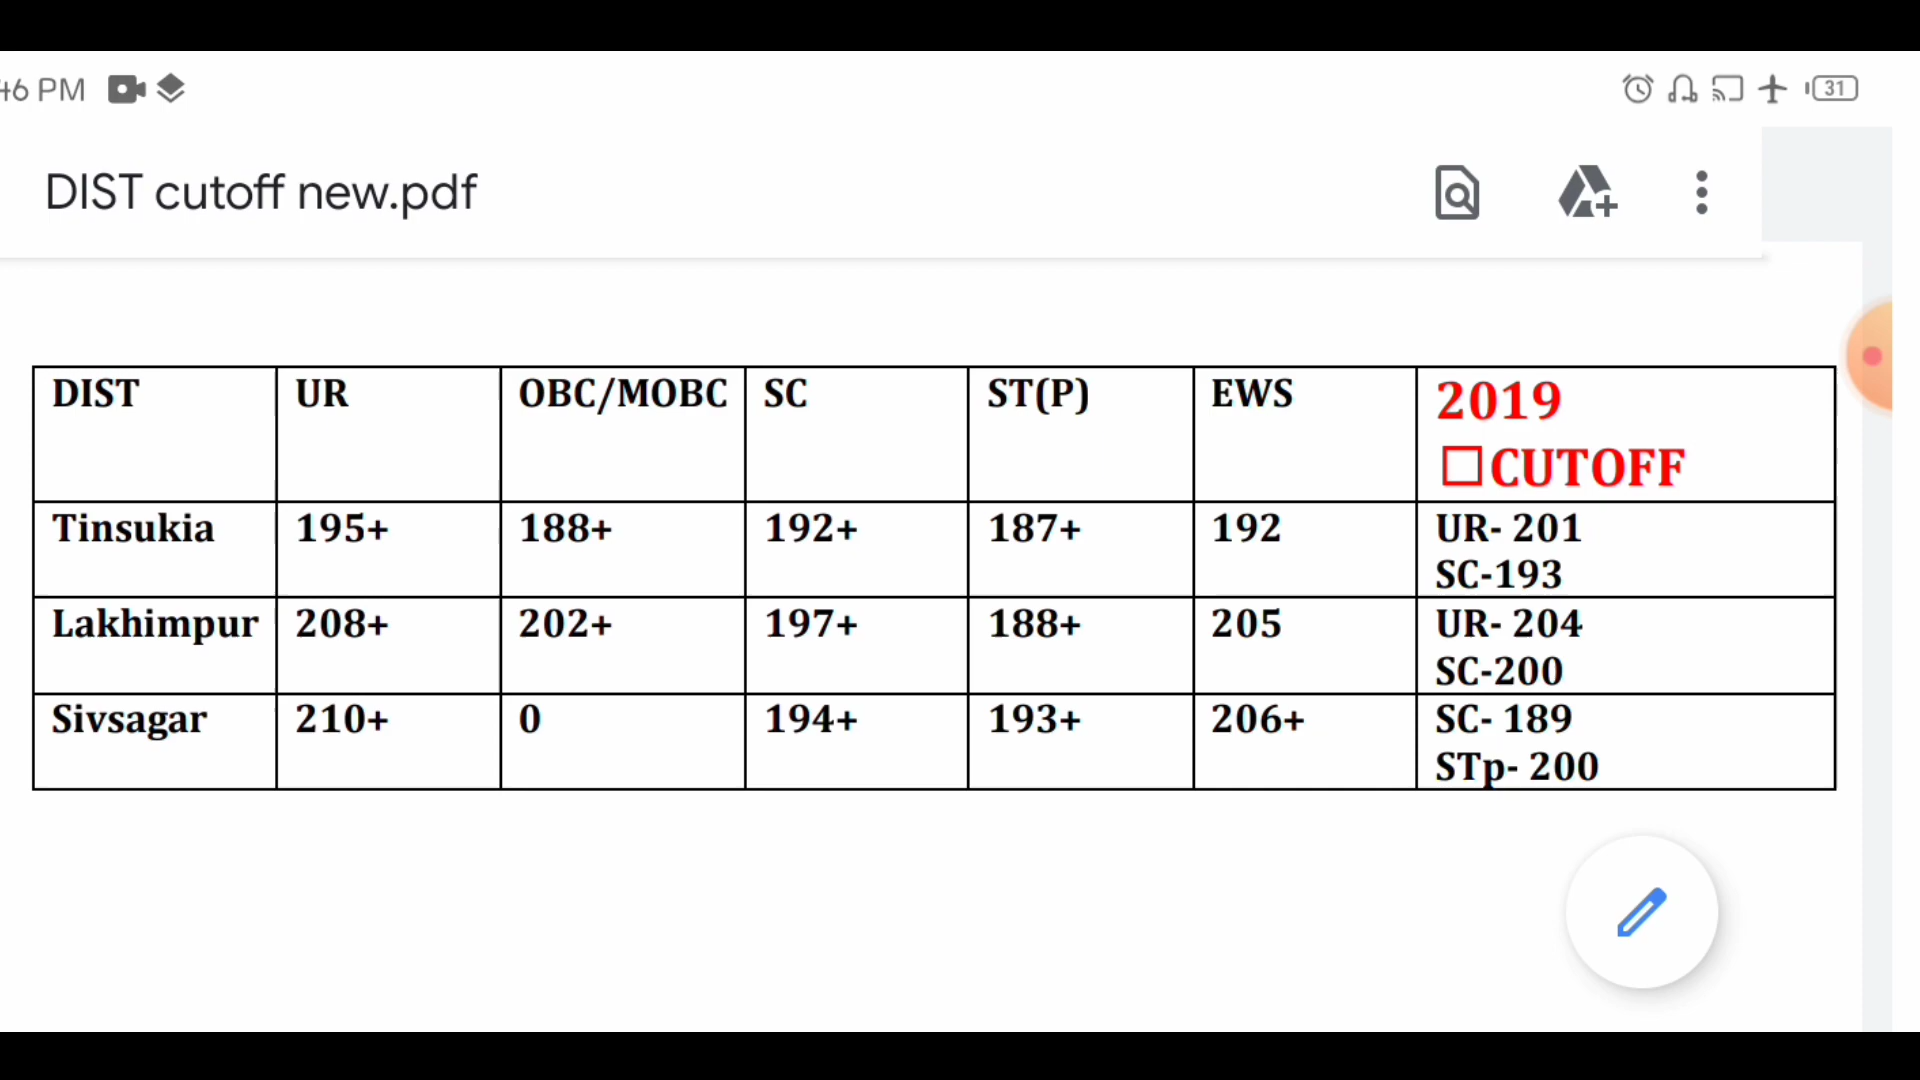 46 PM 31
DIST cutoff new.pdf
DIST UR OBC/MOBC SC ST(P) EWS 2019
CUTOFF
Tinsukia 195+ 188+ 192+ 187+ 192 UR- 201
SC-193
Lakhimpur 208+ 202+ 197+ 188+ 205 UR- 204
SC-200
Sivsagar 210+ 0 194+ 193+ 206+ SC- 189
STp- 200